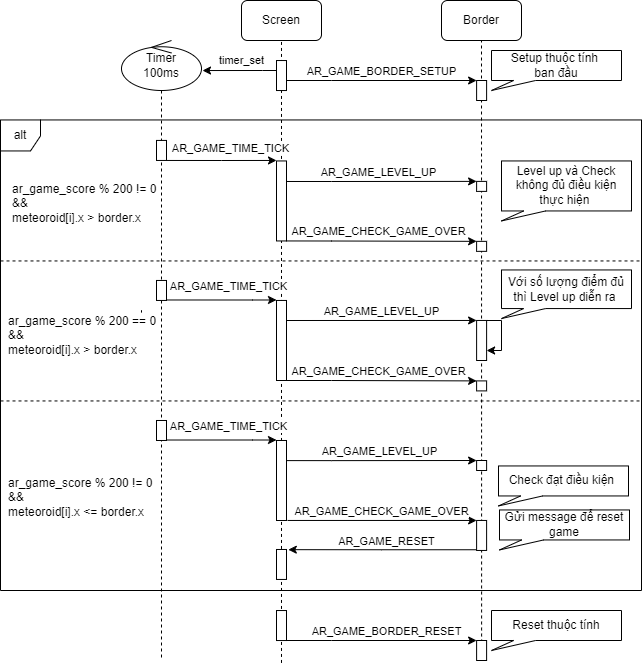 Screen
Border
Timer
100ms
timer_set
AR_GAME_BORDER_SETUP
Setup thuộc tính
ban đầu
alt
AR_GAME_TIME_TICK
ar_game_score % 200 != 0
&&
meteoroid[i].x > border.x
AR_GAME_LEVEL_UP
Level up và Check
không đủ điều kiện
thực hiện
AR_GAME_CHECK_GAME_OVER
AR_GAME_TIME_TICK
Với số lượng điểm đủ
thì Level up diễn ra
ar_game_score % 200 == 0
&&
meteoroid[i].x > border.x
AR_GAME_LEVEL_UP
AR_GAME_CHECK_GAME_OVER
AR_GAME_TIME_TICK
AR_GAME_LEVEL_UP
ar_game_score % 200 != 0
&&
meteoroid[i].x <= border.x
Check đạt điều kiện
AR_GAME_CHECK_GAME_OVER
Gửi message để reset
game
AR_GAME_RESET
AR_GAME_BORDER_RESET
Reset thuộc tính